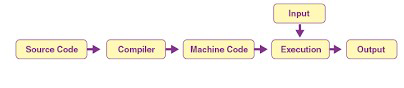 Input
Source Code
Compiler
Machine Code
Execution
Output